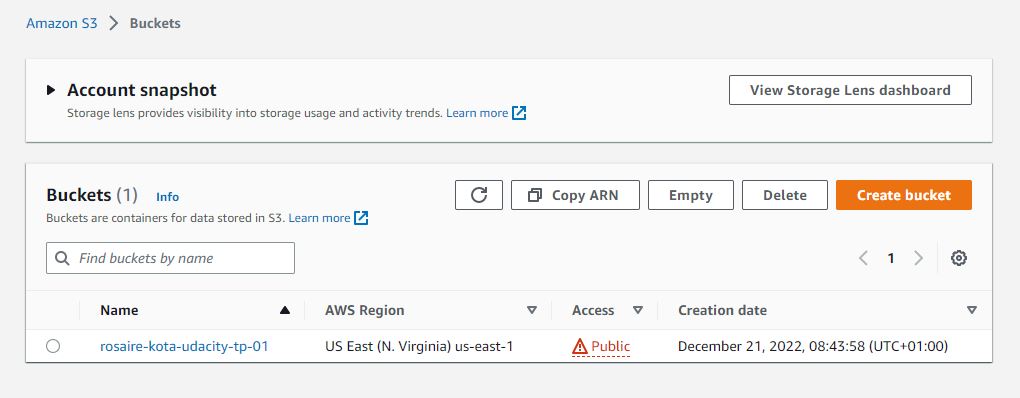 Amazon S3 > Buckets
Account snapshot
View Storage Lens dashboard
Storage lens provides visibility into storage usage and activity trends. Learn more
Buckets (1) Info
Copy ARN Empty Delete Create bucket
Buckets are containers for data stored in S3. Learn more
Find buckets by name
1
Name AWS Region Access Creation date
rosaire-kota-udacity-tp-01 US East (N. Virginia) us-east-1 Public December 21, 2022, 08:43:58 (UTC+01:00)